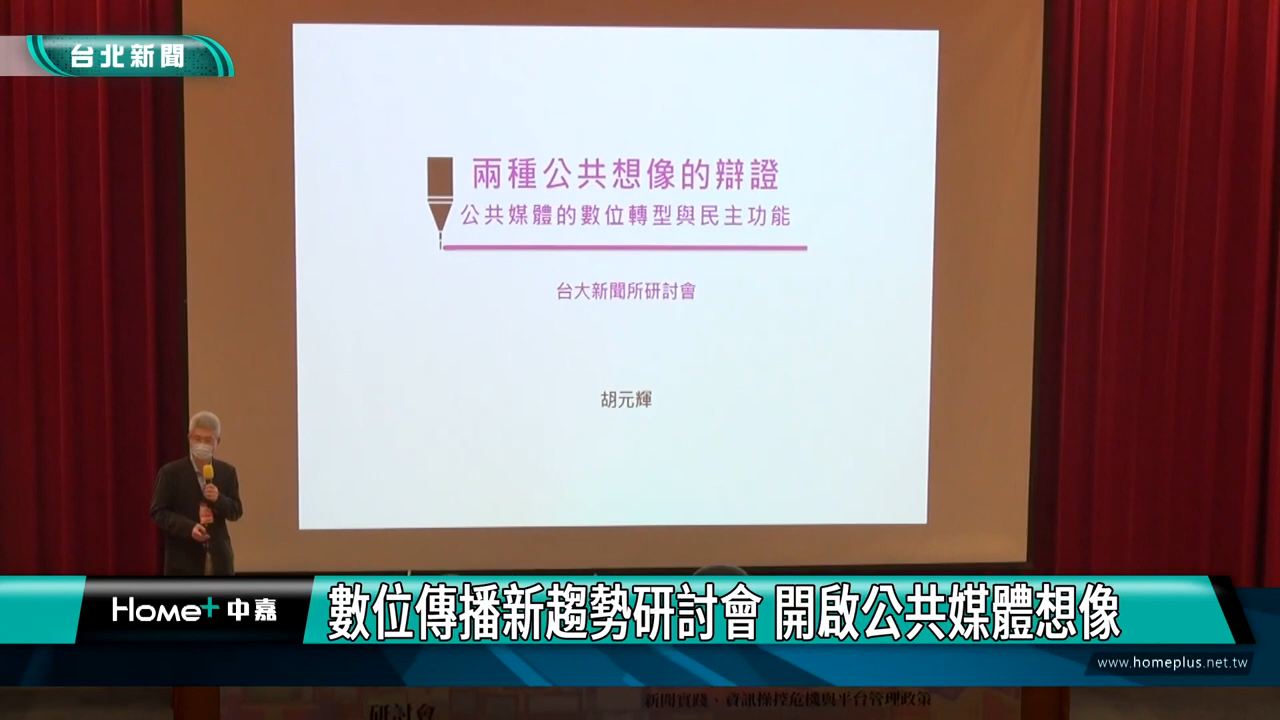 台北新聞
兩種公共想像的辯證
公共媒體的數位轉型與民主功能
台大新聞所研討會
胡元輝
Home+中嘉
數位傳播新趨勢研討會 開啟公共媒體想像
www.homeplus.net.tw
新聞實踐、資訊操控危機與平台管理政策
研討會